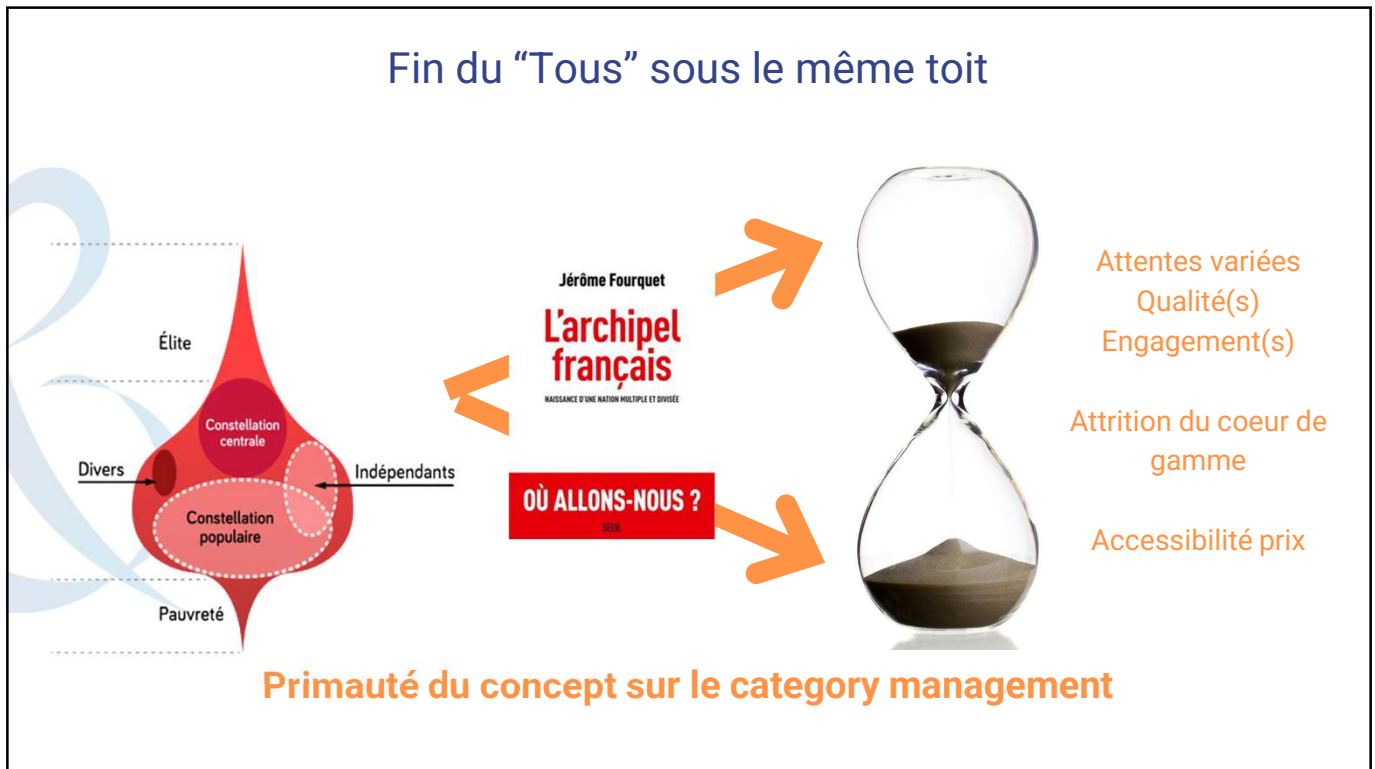 Fin du “Tous” sous le même toit
Élite
Constellation
centrale
Divers
Indépendants
Constellation
populaire
Pauvreté
Jérôme Fourquet
L'archipel
français
NAISSANCE D'UNE NATION MULTIPLE ET DIVISÉE
OÙ ALLONS-NOUS ?
SEUIL
Attentes variées
Qualité(s)
Engagement(s)
Attrition du coeur de
gamme
Accessibilité prix
Primauté du concept sur le category management